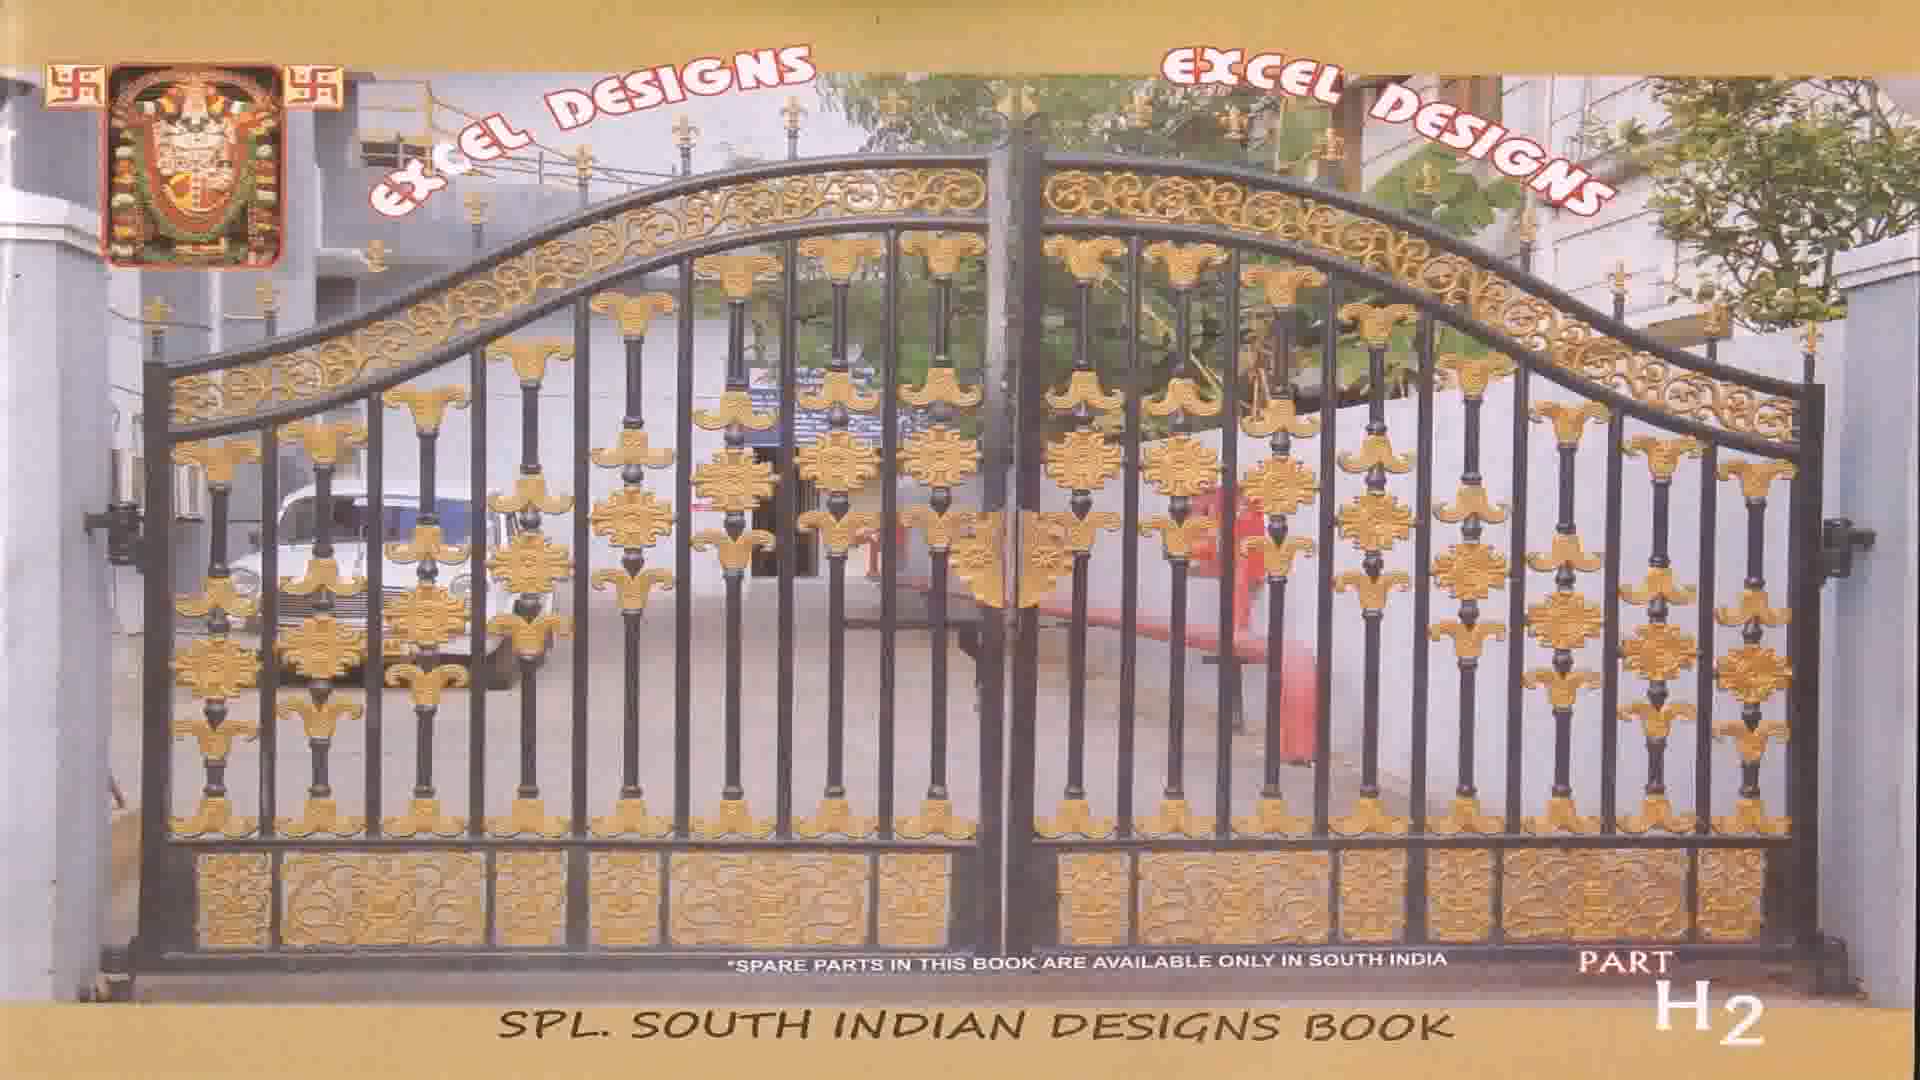 EXCEL DESIGNS
EXCEL DESIGNS
*SPARE PARTS IN THIS BOOK ARE AVAILABLE ONLY IN SOUTH INDIA
PART
H2
SPL. SOUTH INDIAN DESIGNS BOOK